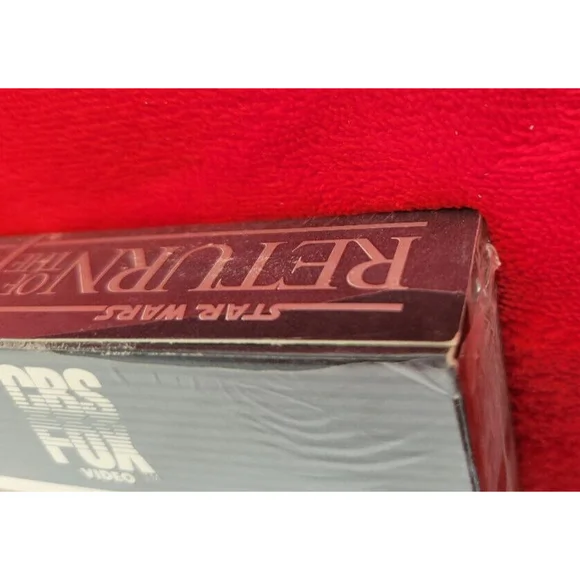 STAR WARS
RETURN
OF THE
CBS
FOX
VIDEO